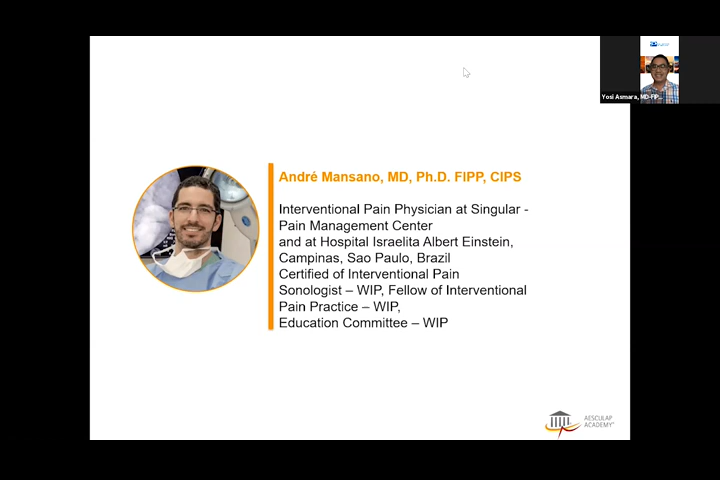 Yosi Asmara, MD-FIP...
André Mansano, MD, Ph.D. FIPP, CIPS
Interventional Pain Physician at Singular -
Pain Management Center
and at Hospital Israelita Albert Einstein,
Campinas, Sao Paulo, Brazil
Certified of Interventional Pain
Sonologist – WIP, Fellow of Interventional
Pain Practice – WIP,
Education Committee – WIP
AESCULAP
ACADEMY